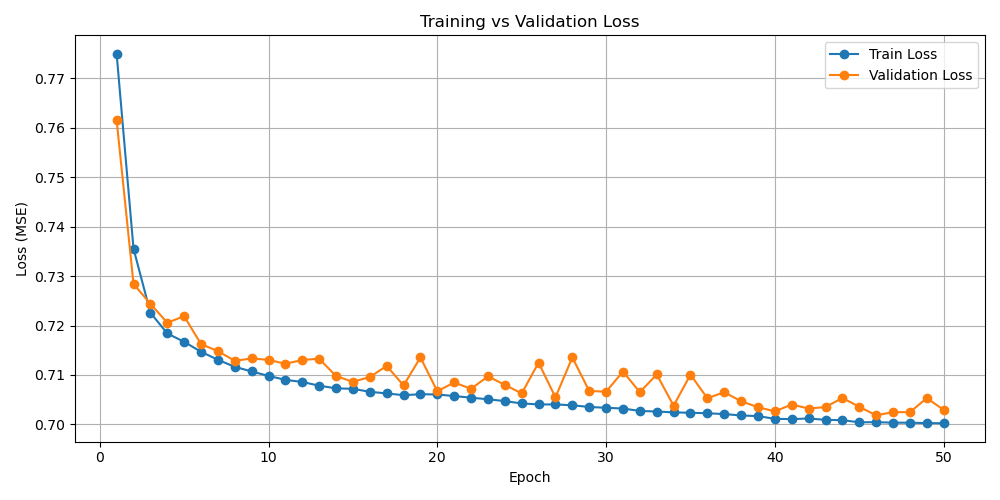 Training vs Validation Loss
Train Loss
Validation Loss
Loss (MSE)
0.77
0.76
0.75
0.74
0.73
0.72
0.71
0.70
0 10 20 30 40 50
Epoch